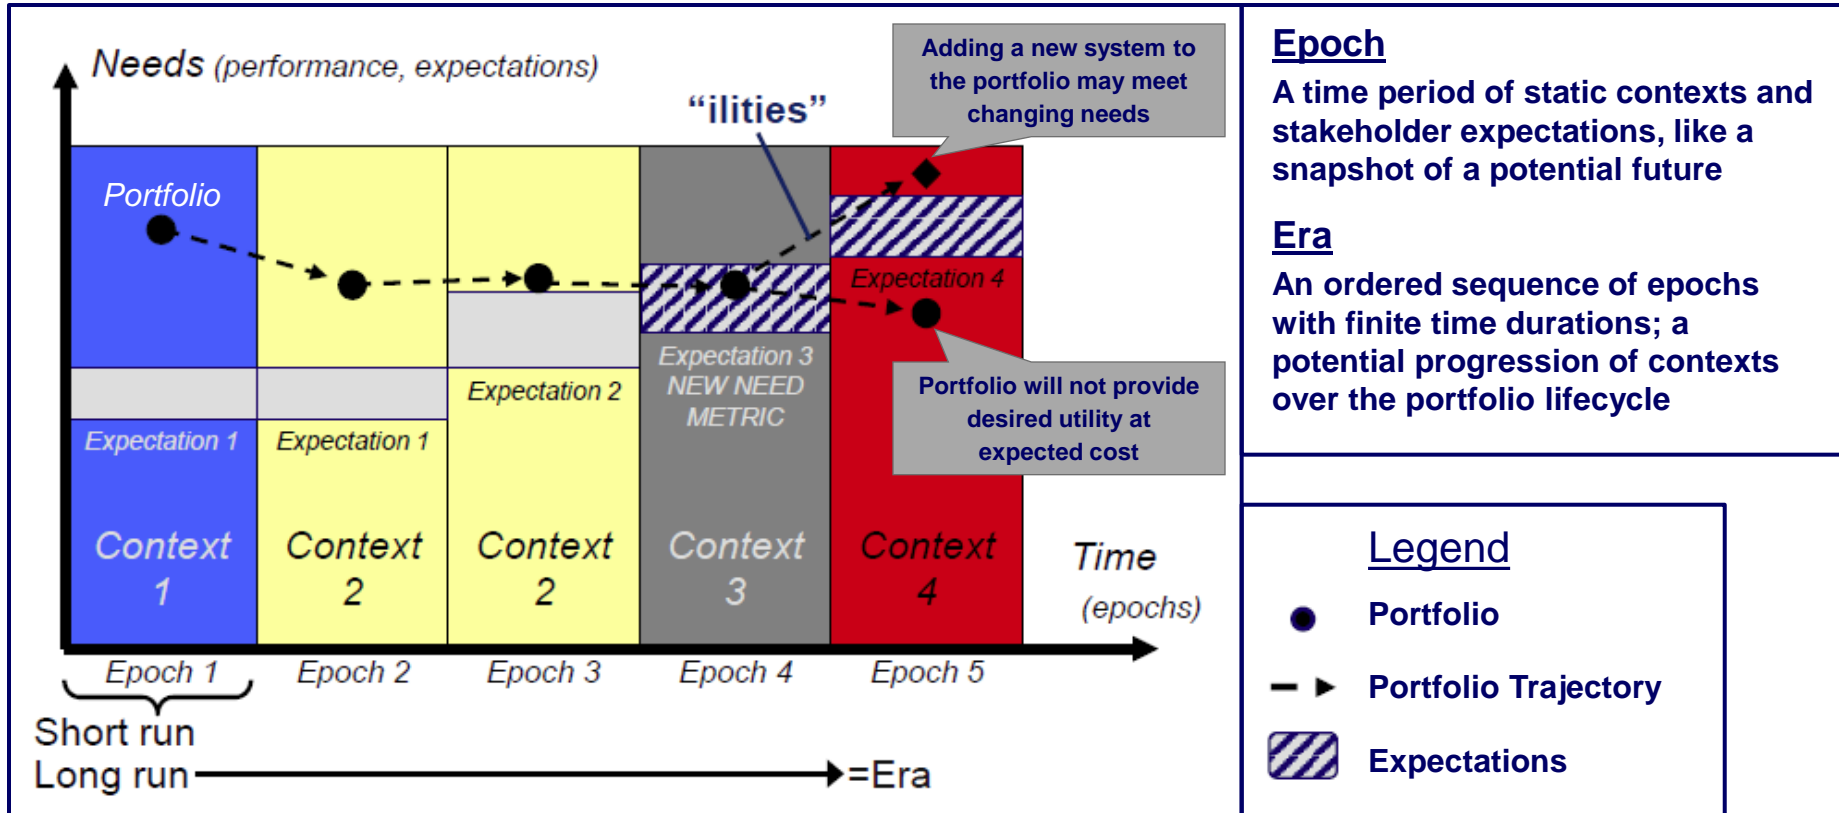 Needs (performance, expectations)
"ilities"
Adding a new system to
the portfolio may meet
changing needs
Portfolio
Expectation 1
Expectation 1
Expectation 2
Expectation 3
NEW NEED
METRIC
Expectation 4
Portfolio will not provide
desired utility at
expected cost
Context
1
Context
2
Context
2
Context
3
Context
4
Time
(epochs)
Epoch 1
Epoch 2
Epoch 3
Epoch 4
Epoch 5
Short run
Long run
=Era
Epoch
A time period of static contexts and
stakeholder expectations, like a
snapshot of a potential future
Era
An ordered sequence of epochs
with finite time durations; a
potential progression of contexts
over the portfolio lifecycle
Legend
Portfolio
Portfolio Trajectory
Expectations